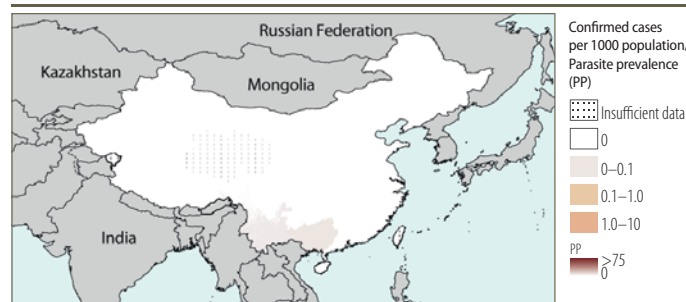 Russian Federation
Kazakhstan
Mongolia
India
Confirmed cases
per 1000 population/
Parasite prevalence
(PP)
Insufficient data
0
0–0.1
0.1–1.0
1.0–10
PP
>75
0